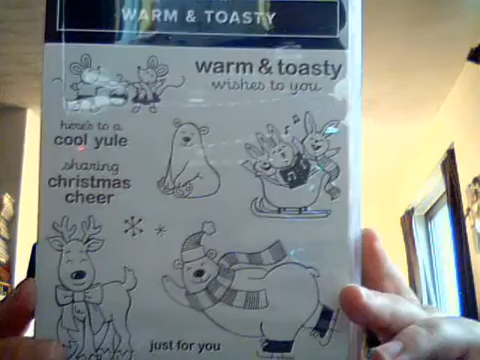 WARM & TOASTY
warm & toasty
wishes to you
here's to a
cool yule
sharing
christmas
cheer
just for you